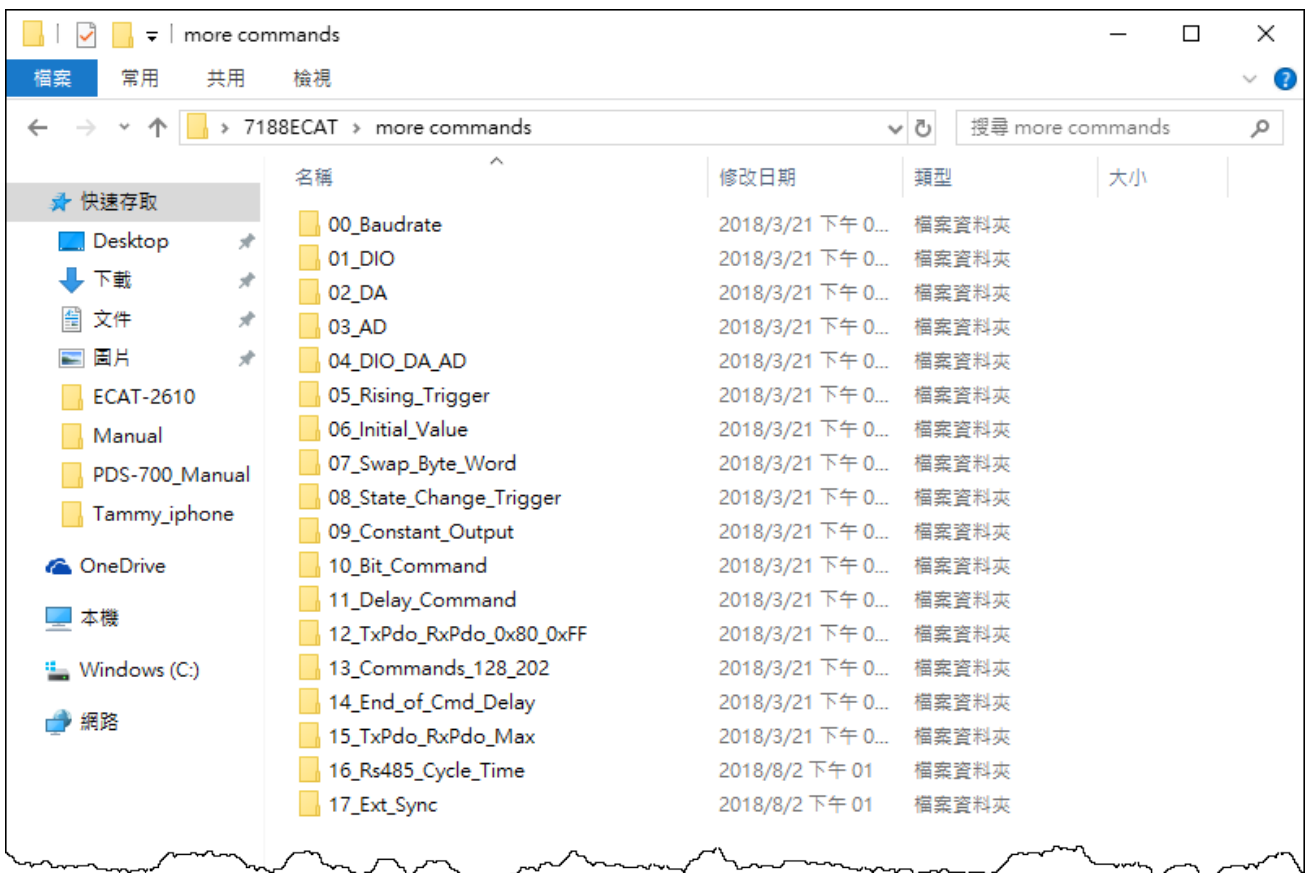 more commands
檔案 常用 共用 檢視
7188ECAT > more commands 搜尋 more commands
名稱 修改日期 類型 大小
快速存取
Desktop
下載
文件
圖片
ECAT-2610
Manual
PDS-700_Manual
Tammy_iphone
OneDrive
本機
Windows (C:)
網路
00_Baudrate 2018/3/21 下午 0... 檔案資料夾
01_DIO 2018/3/21 下午 0... 檔案資料夾
02_DA 2018/3/21 下午 0... 檔案資料夾
03_AD 2018/3/21 下午 0... 檔案資料夾
04_DIO_DA_AD 2018/3/21 下午 0... 檔案資料夾
05_Rising_Trigger 2018/3/21 下午 0... 檔案資料夾
06_Initial_Value 2018/3/21 下午 0... 檔案資料夾
07_Swap_Byte_Word 2018/3/21 下午 0... 檔案資料夾
08_State_Change_Trigger 2018/3/21 下午 0... 檔案資料夾
09_Constant_Output 2018/3/21 下午 0... 檔案資料夾
10_Bit_Command 2018/3/21 下午 0... 檔案資料夾
11_Delay_Command 2018/3/21 下午 0... 檔案資料夾
12_TxPdo_RxPdo_0x80_0xFF 2018/3/21 下午 0... 檔案資料夾
13_Commands_128_202 2018/3/21 下午 0... 檔案資料夾
14_End_of_Cmd_Delay 2018/3/21 下午 0... 檔案資料夾
15_TxPdo_RxPdo_Max 2018/3/21 下午 0... 檔案資料夾
16_Rs485_Cycle_Time 2018/8/2 下午 01 檔案資料夾
17_Ext_Sync 2018/8/2 下午 01 檔案資料夾